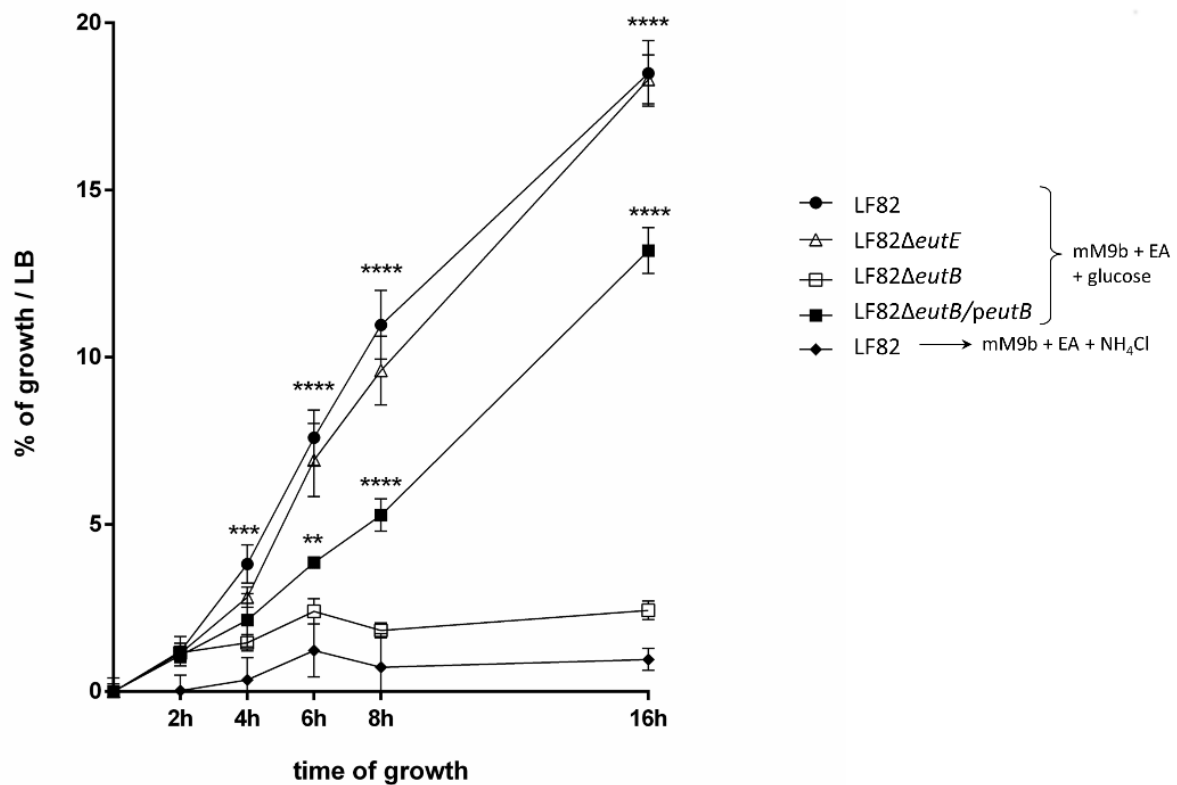 20
****
15
****
****
10
****
****
5
***
**
0
2h
4h
6h
8h
16h
% of growth / LB
time of growth
LF82
LF82ΔeutE
LF82ΔeutB
LF82ΔeutB/peutB
mM9b + EA
+ glucose
LF82
mM9b + EA + NH₄Cl